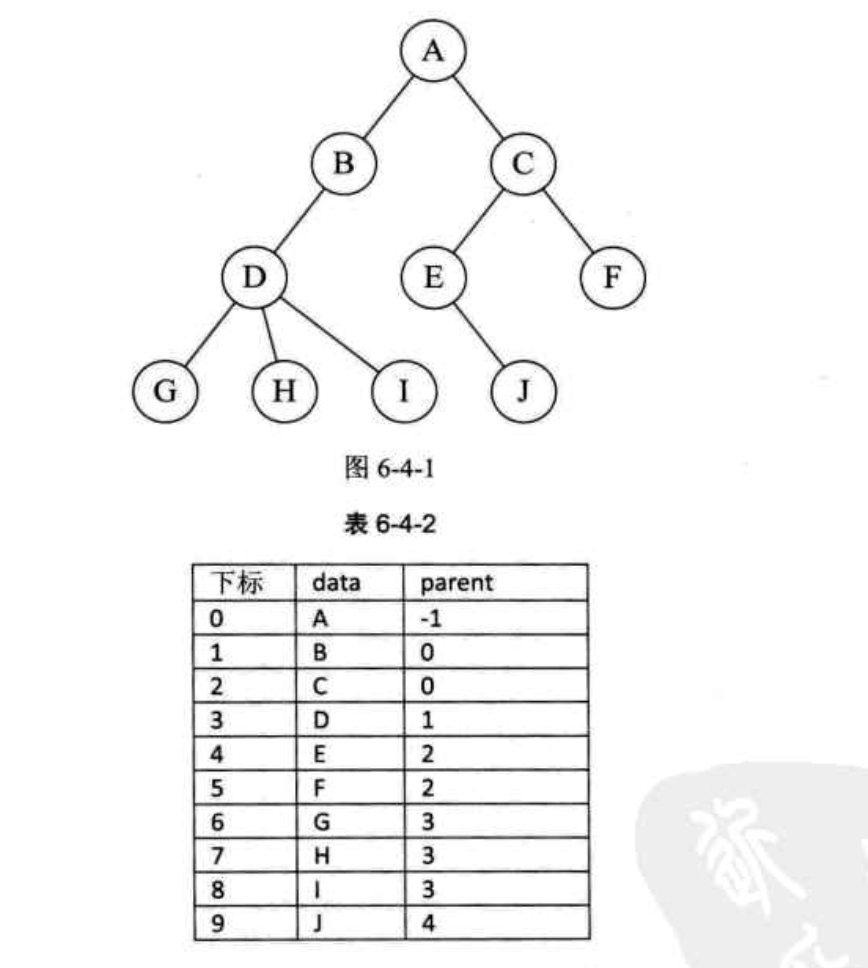 A
B C
D E F
G H I J
图 6-4-1
表 6-4-2
下标 data parent
0 A -1
1 B 0
2 C 0
3 D 1
4 E 2
5 F 2
6 G 3
7 H 3
8 I 3
9 J 4